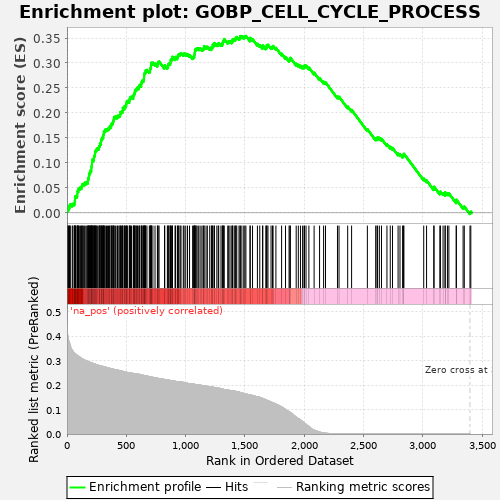 Enrichment plot: GOBP_CELL_CYCLE_PROCESS
Enrichment score (ES)
0.35
0.30
0.25
0.20
0.15
0.10
0.05
0.00
Ranked list metric (PreRanked)
0.5
0.4
0.3
0.2
0.1
0.0
'na_pos' (positively correlated)
Zero cross at
0
500
1,000
1,500
2,000
2,500
3,000
3,500
Rank in Ordered Dataset
Enrichment profile
Hits
Ranking metric scores